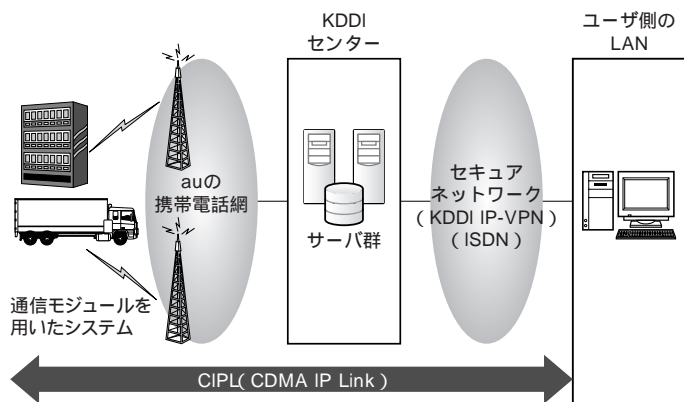 KDDI
センター
ユーザ側の
LAN
auの
携帯電話網
サーバ群
セキュア
ネットワーク
(KDDI IP-VPN)
(ISDN)
通信モジュールを
用いたシステム
CIPL(CDMA IP Link)